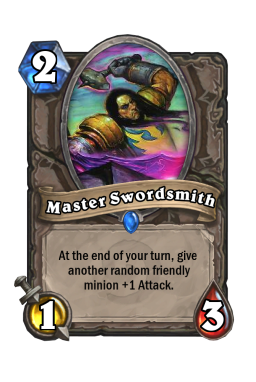 2
Master Swordsmith
At the end of your turn, give
another random friendly
minion +1 Attack.
1
3